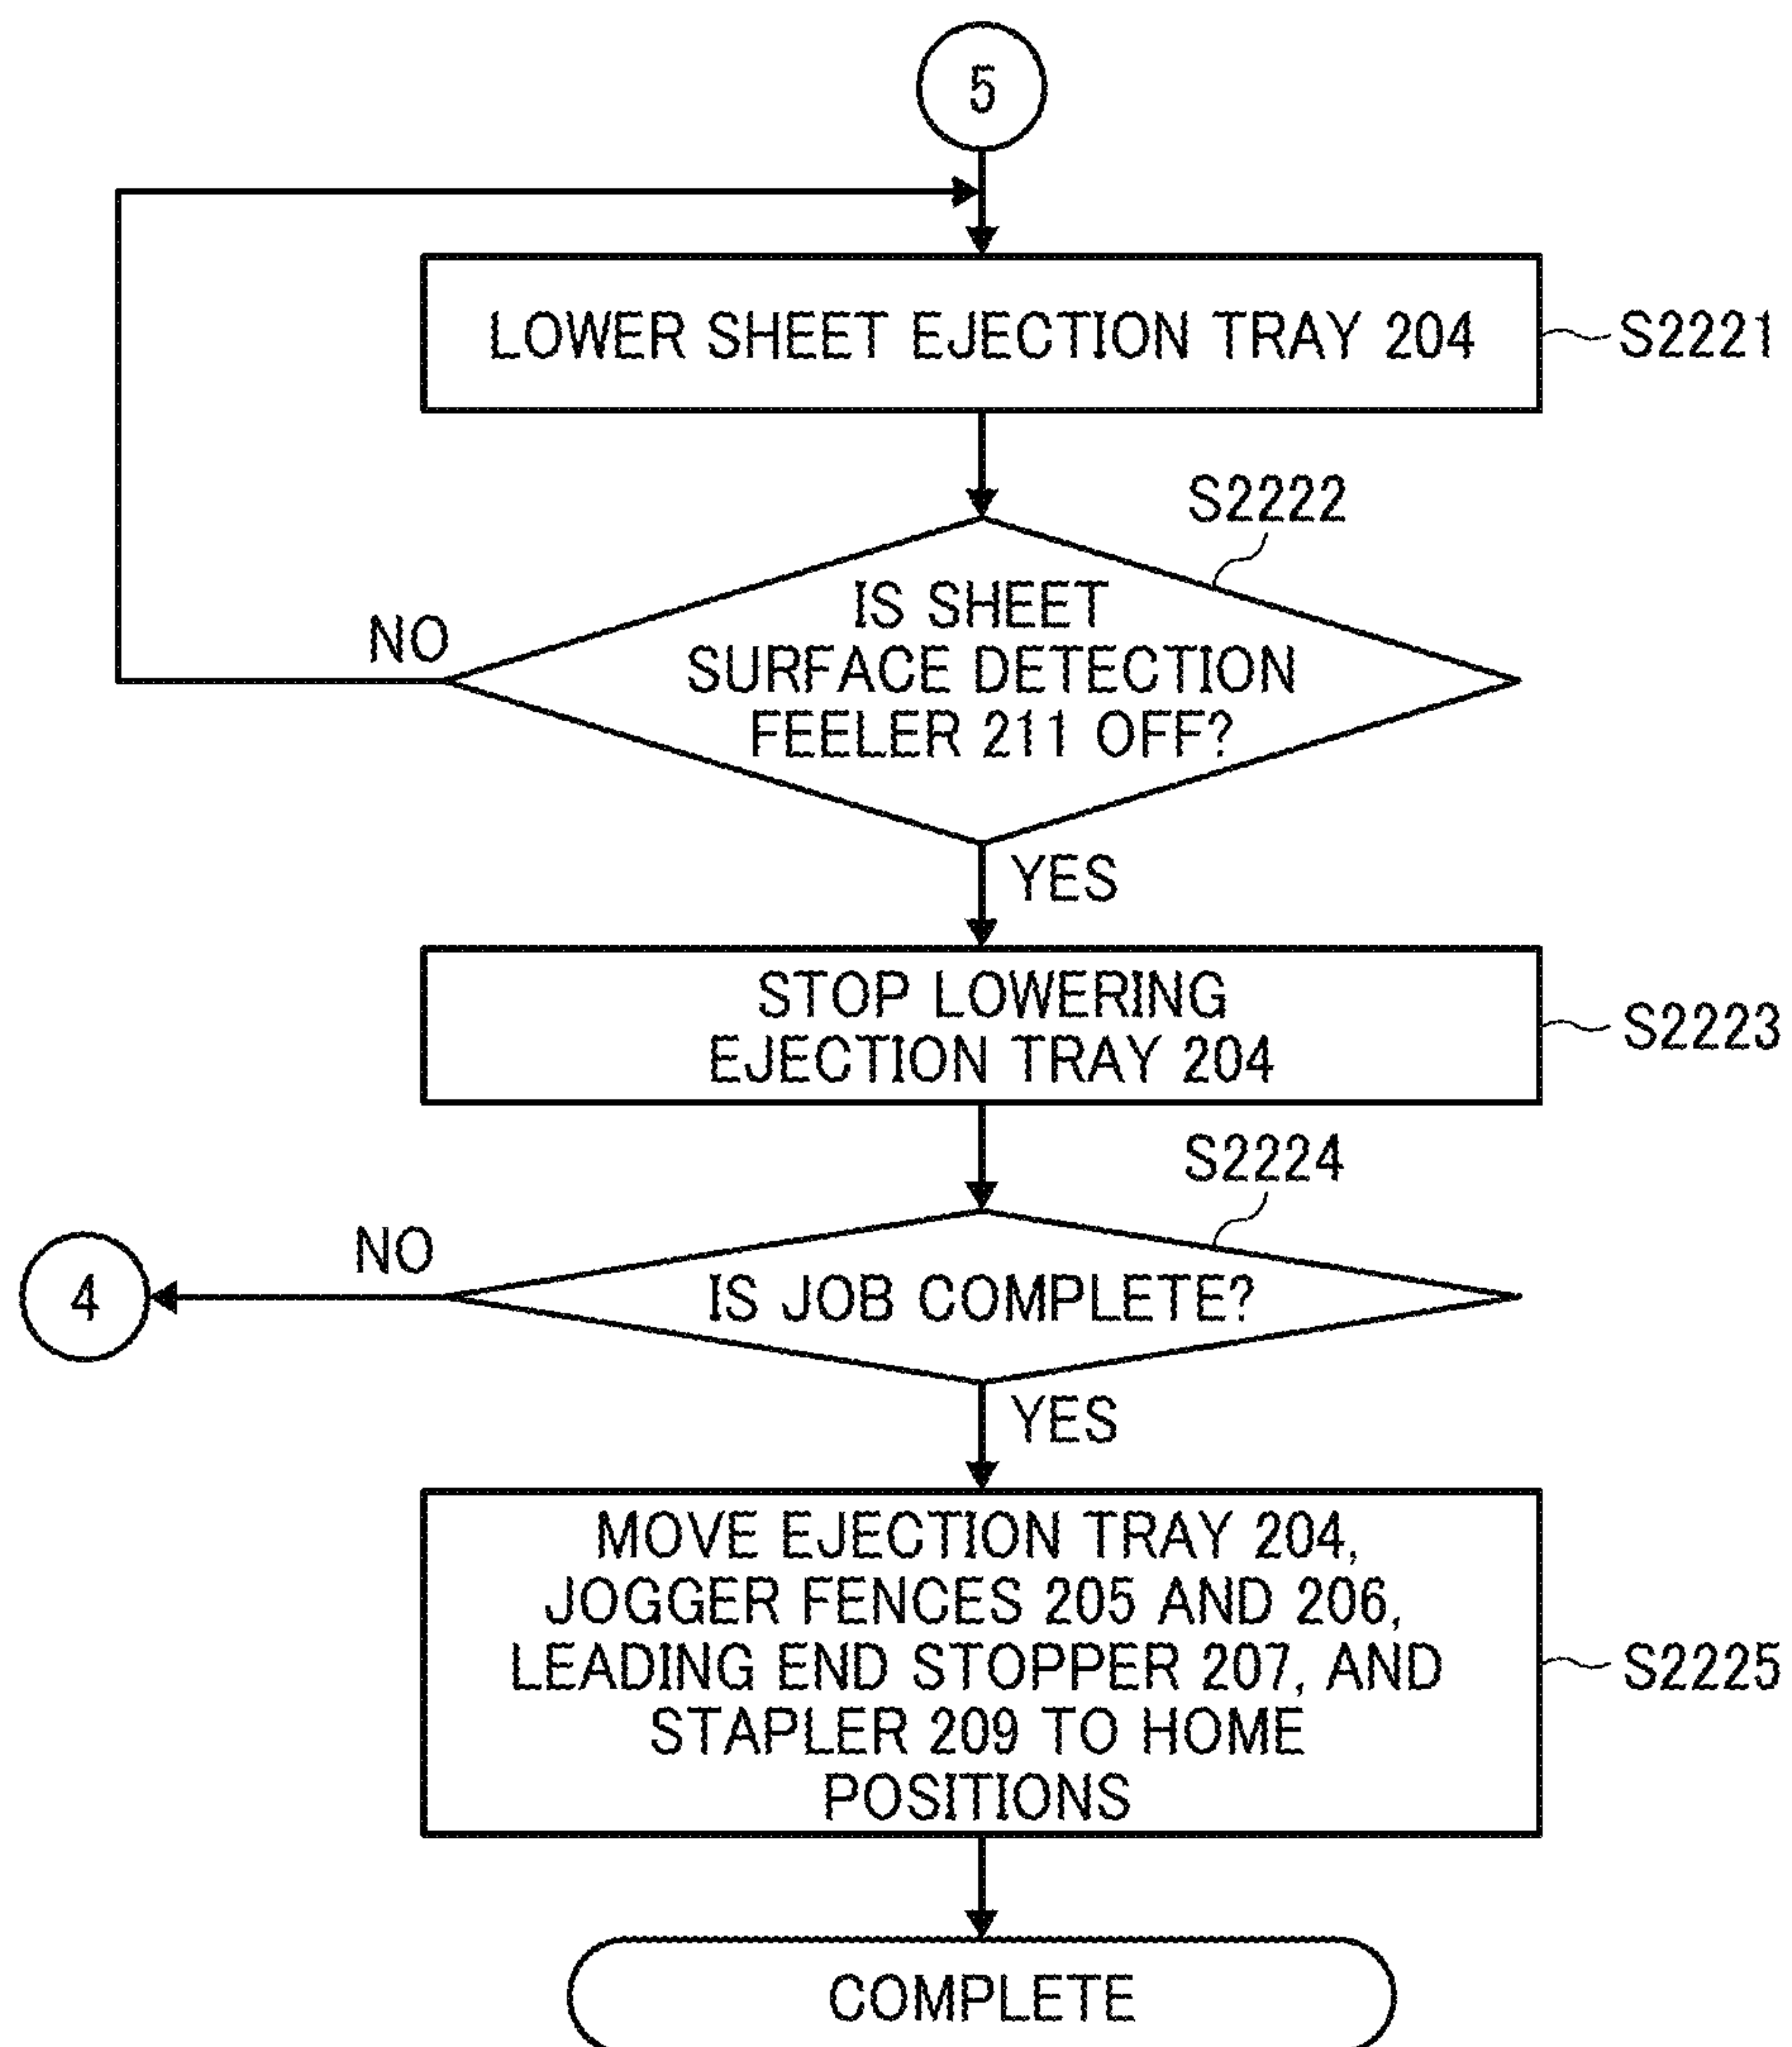 5
LOWER SHEET EJECTION TRAY 204
S2221
S2222
IS SHEET
SURFACE DETECTION
FEELER 211 OFF?
NO
YES
STOP LOWERING
EJECTION TRAY 204
S2223
S2224
IS JOB COMPLETE?
NO
4
YES
MOVE EJECTION TRAY 204,
JOGGER FENCES 205 AND 206,
LEADING END STOPPER 207, AND
STAPLER 209 TO HOME
POSITIONS
S2225
COMPLETE